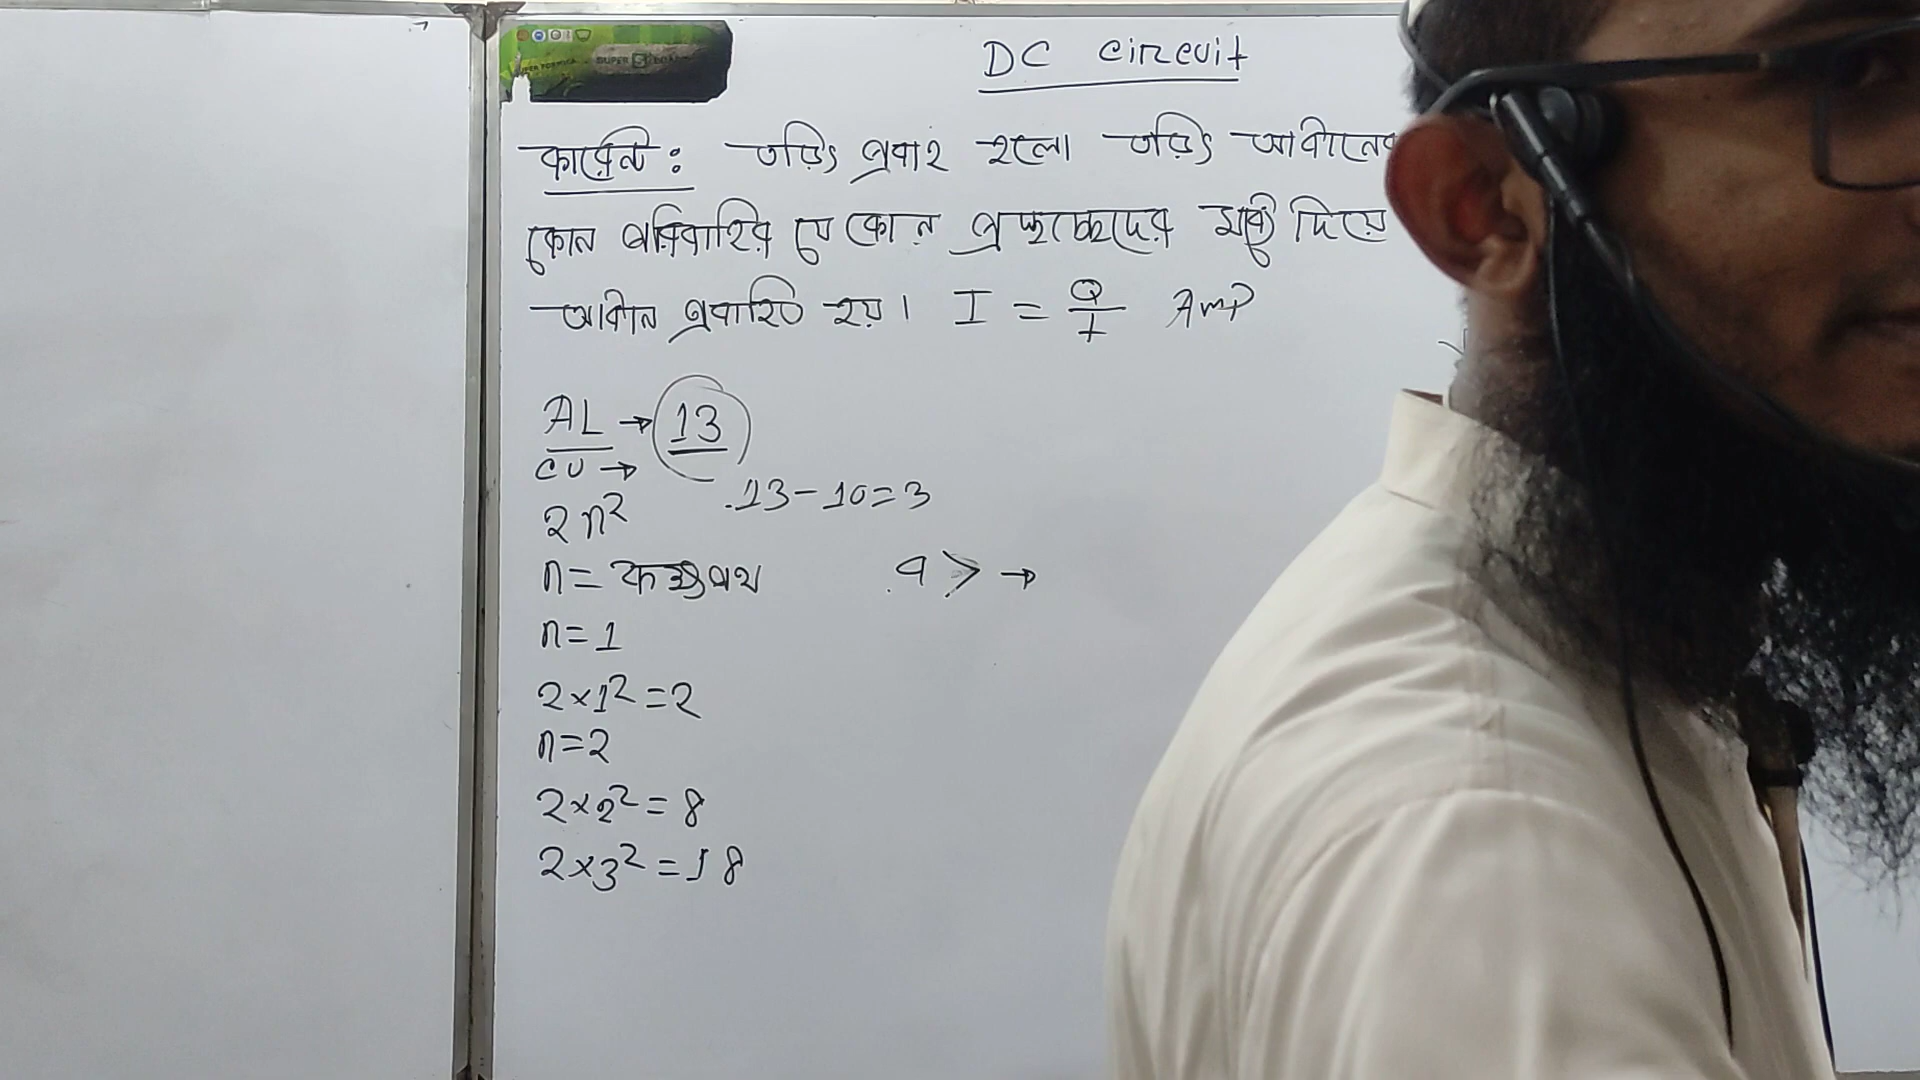 DC circuit
কারেন্ট : তড়িৎ প্রবাহ হলো তড়িৎ আধানের
কোন পরিবাহির যে কোন প্রস্থচ্ছেদের মধ্য দিয়ে
আধান প্রবাহিত হয়। I = Q/t Amp
AL → 13
CU →
13-10=3
2n²
n= কক্ষপথ
n=1
2×1²=2
n=2
2×2²=8
2×3²=18